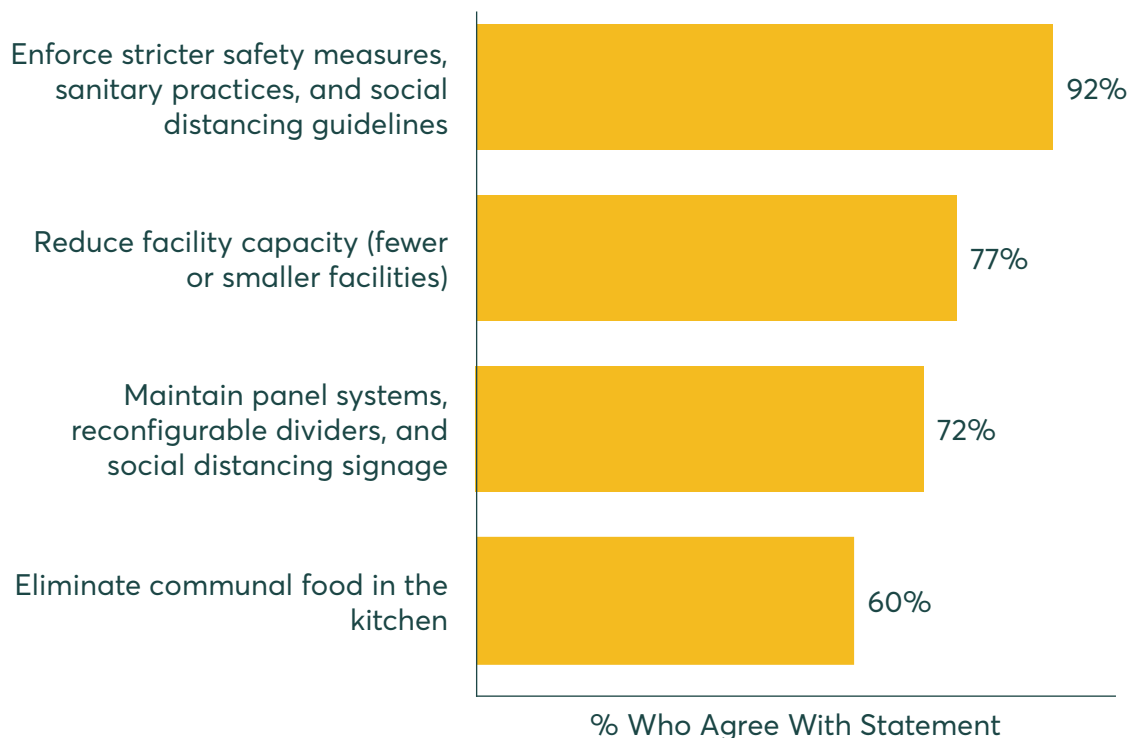 Enforce stricter safety measures,
sanitary practices, and social
distancing guidelines
92%
Reduce facility capacity (fewer
or smaller facilities)
77%
Maintain panel systems,
reconfigurable dividers, and
social distancing signage
72%
Eliminate communal food in the
kitchen
60%
% Who Agree With Statement